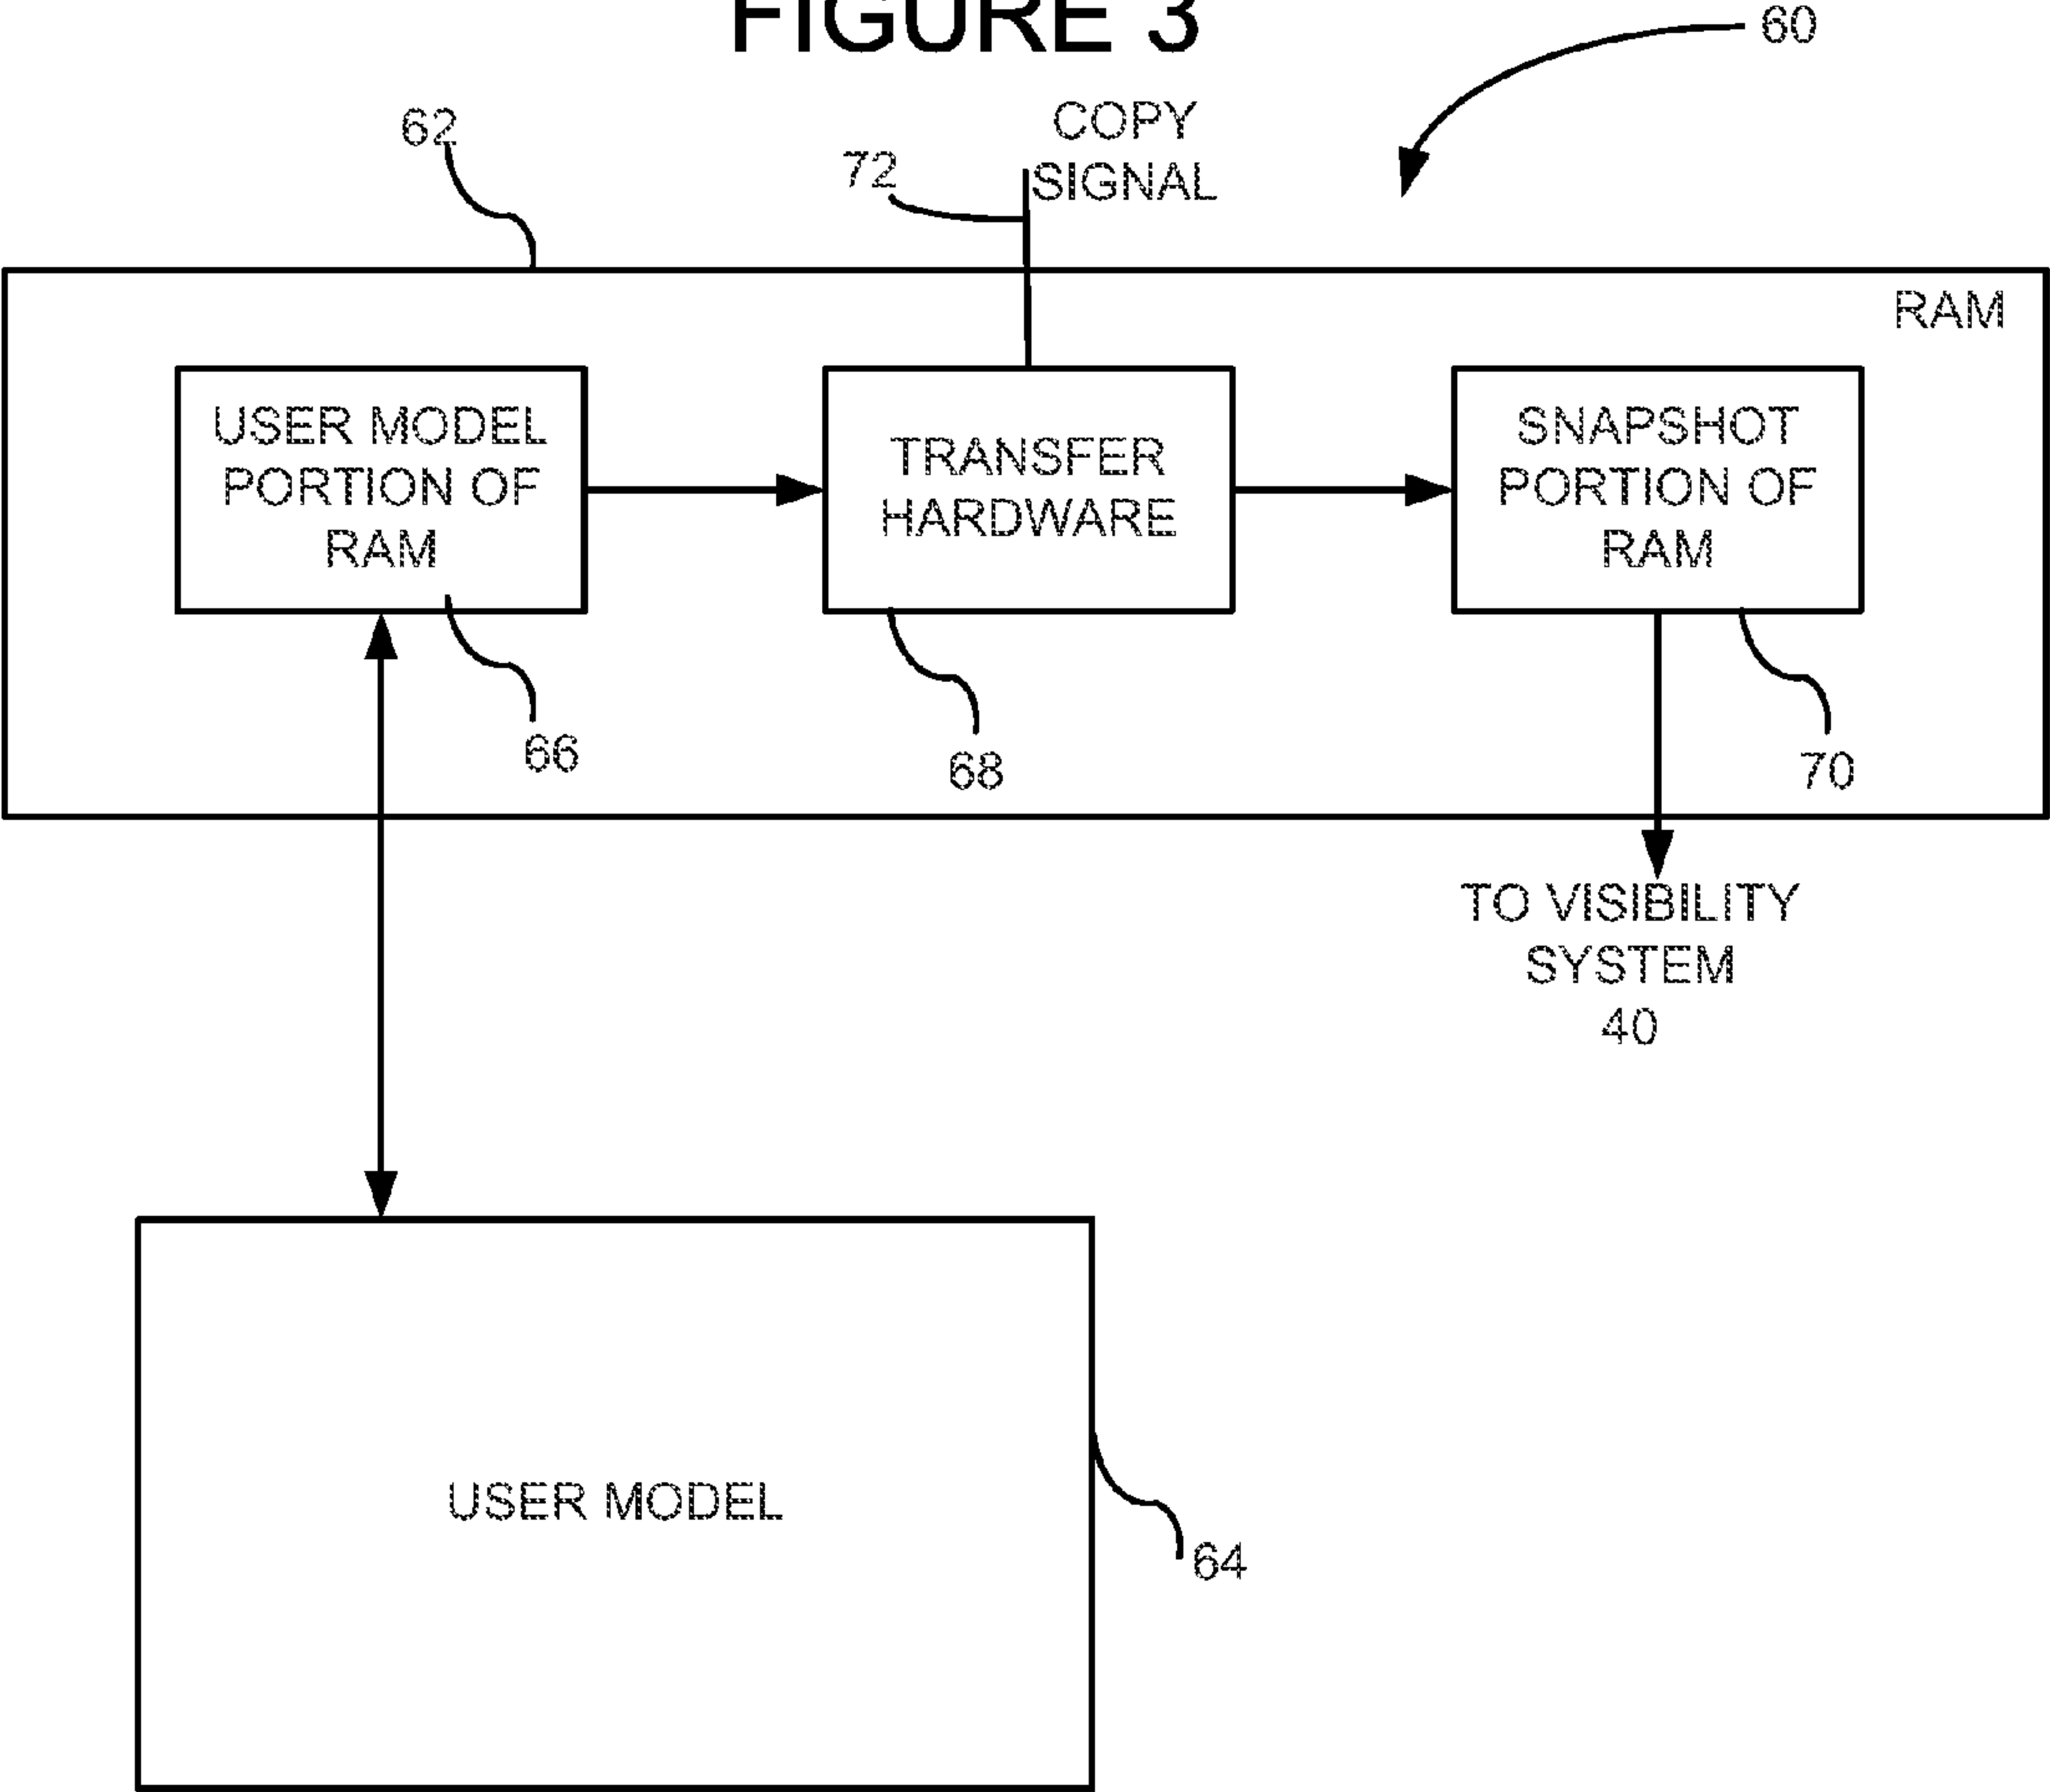 FIGURE 3
60
62
COPY
SIGNAL
72
RAM
USER MODEL
PORTION OF
RAM
TRANSFER
HARDWARE
SNAPSHOT
PORTION OF
RAM
66
68
70
TO VISIBILITY
SYSTEM
40
USER MODEL
64